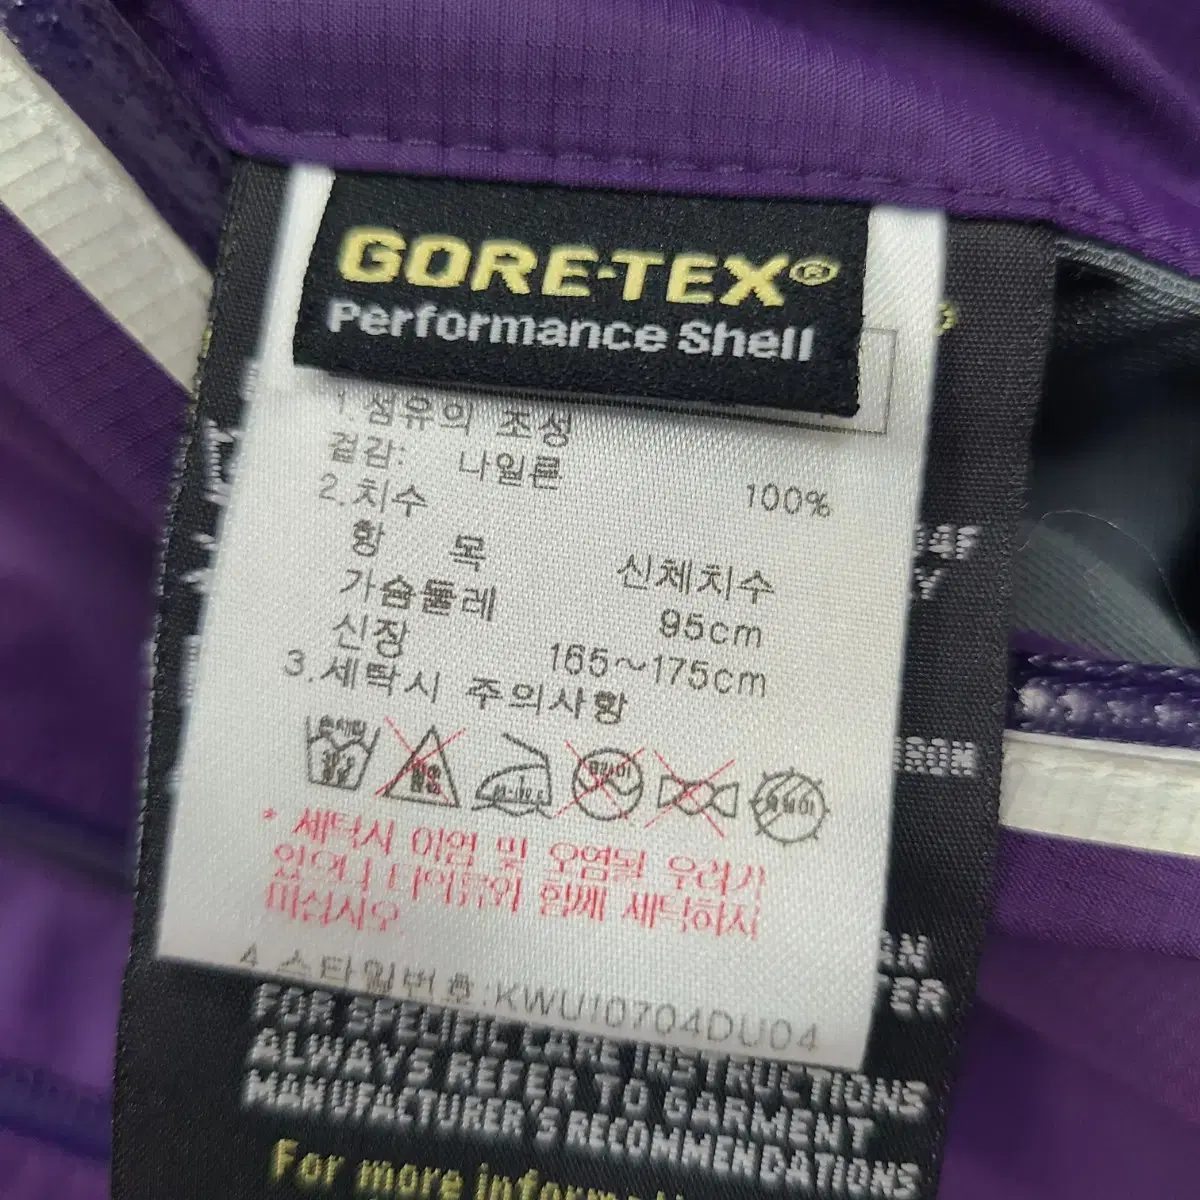 GORE-TEX®
Performance Shell
1.섬유의 조성
겉감: 나일론 100%
2.치수
항 목 신체치수
가슴둘레 95cm
신장 165~175cm
3.세탁시 주의사항
* 세탁시 이염 및 오염될 우려가
있으니 타의류와 함께 세탁하지
마십시오.
4.스타일번호:KWU10704DU04
FOR SPECIFIC CARE INSTRUCTIONS
ALWAYS REFER TO GARMENT
MANUFACTURER'S RECOMMENDATIONS
For more